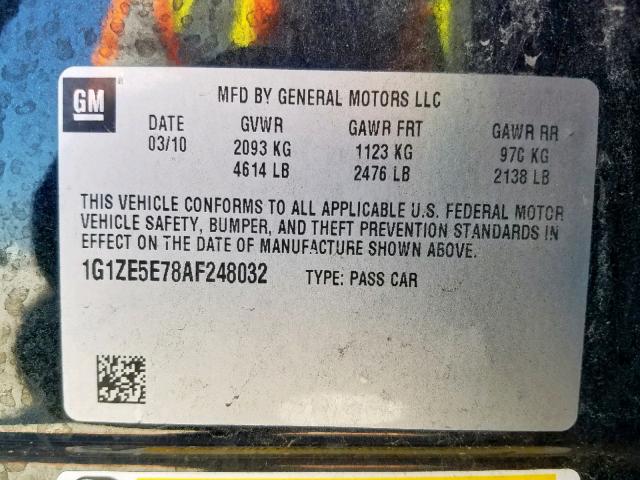 GM
MFD BY GENERAL MOTORS LLC
DATE GVWR GAWR FRT GAWR RR
03/10 2093 KG 1123 KG 970 KG
4614 LB 2476 LB 2138 LB
THIS VEHICLE CONFORMS TO ALL APPLICABLE U.S. FEDERAL MOTOR
VEHICLE SAFETY, BUMPER, AND THEFT PREVENTION STANDARDS IN
EFFECT ON THE DATE OF MANUFACTURE SHOWN ABOVE.
1G1ZE5E78AF248032 TYPE: PASS CAR